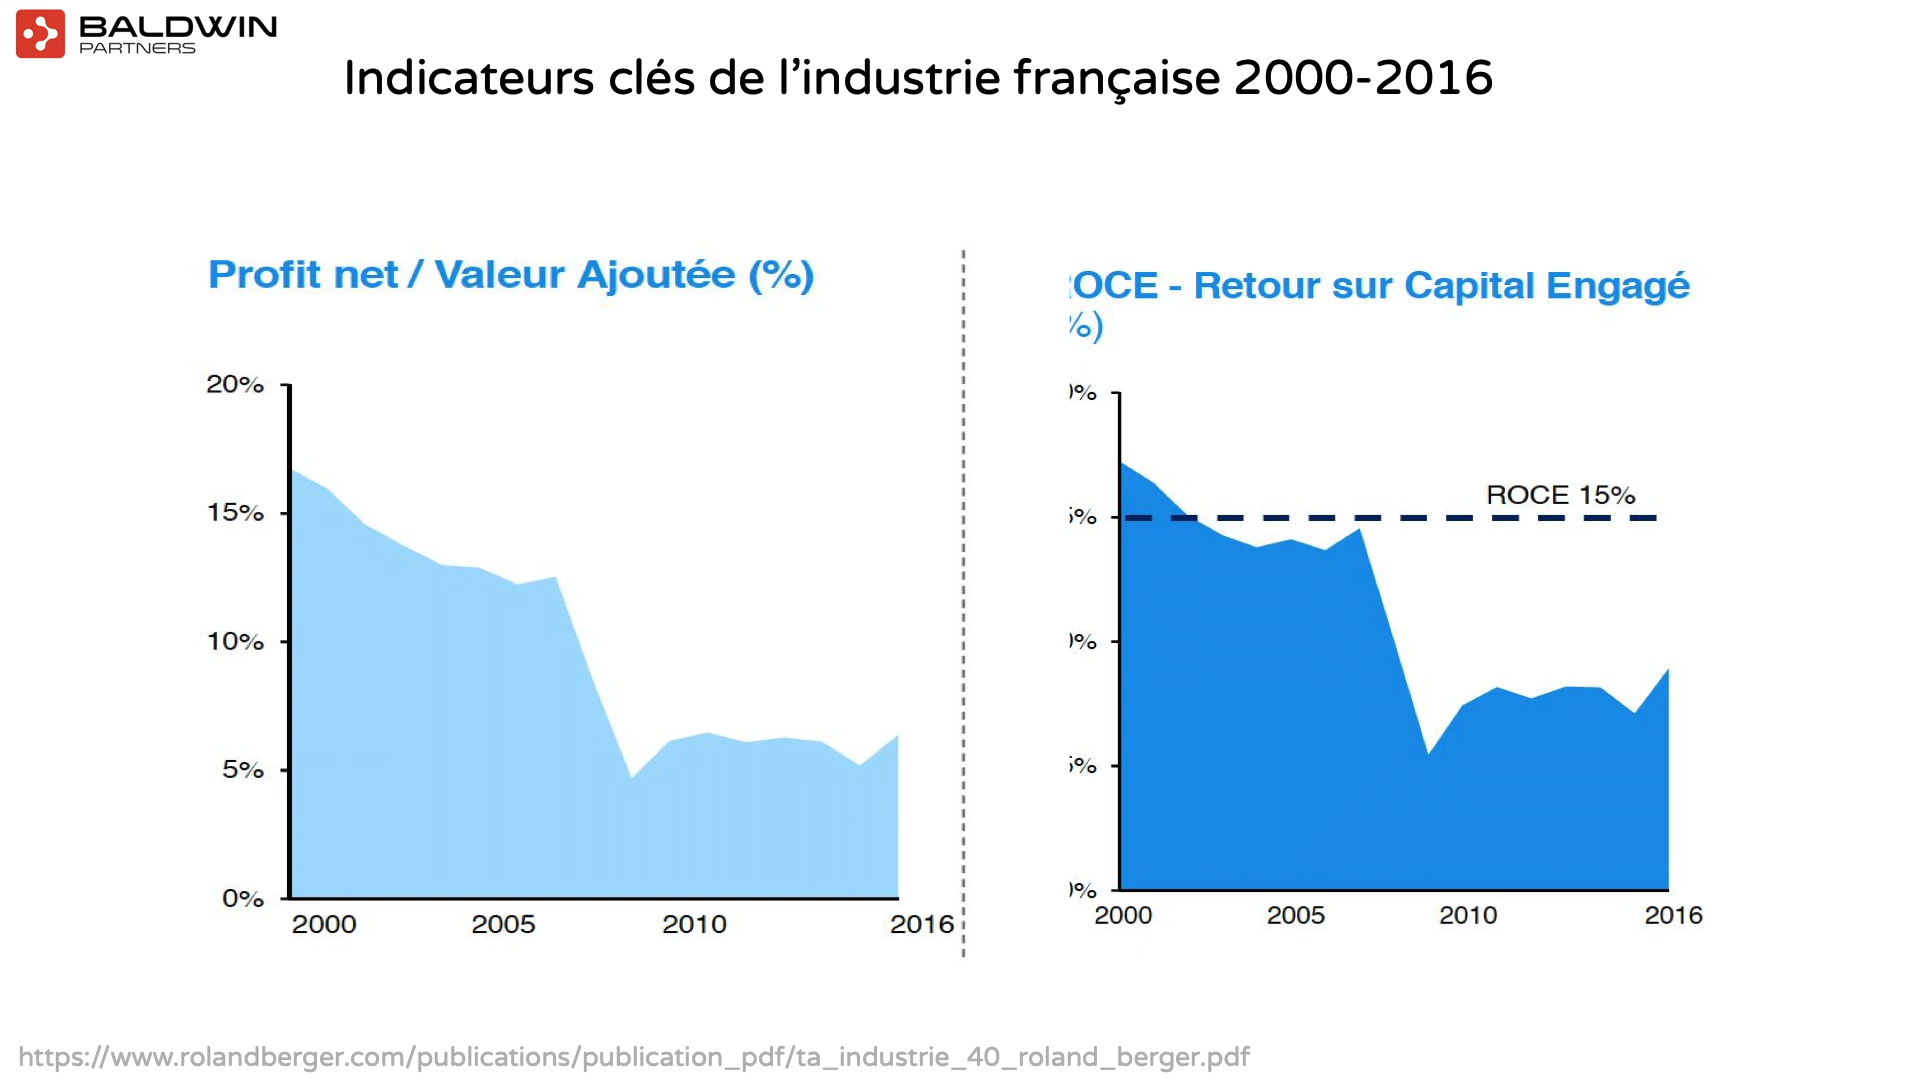 BALDWIN
PARTNERS
Indicateurs clés de l'industrie française 2000-2016
Profit net / Valeur Ajoutée (%)
20%
15%
10%
5%
0%
2000 2005 2010 2016
OCE - Retour sur Capital Engagé
%)
%
%
%
%
%
ROCE 15%
2000 2005 2010 2016
https://www.rolandberger.com/publications/publication_pdf/ta_industrie_40_roland_berger.pdf